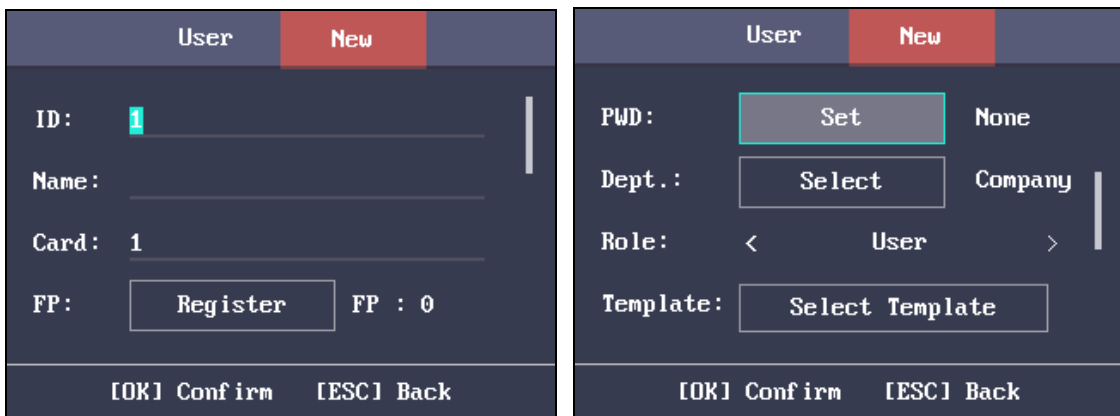 User New
ID: 1
Name:
Card: 1
FP: Register FP : 0
[OK] Confirm [ESC] Back
User New
PWD: Set None
Dept.: Select Company
Role: < User >
Template: Select Template
[OK] Confirm [ESC] Back